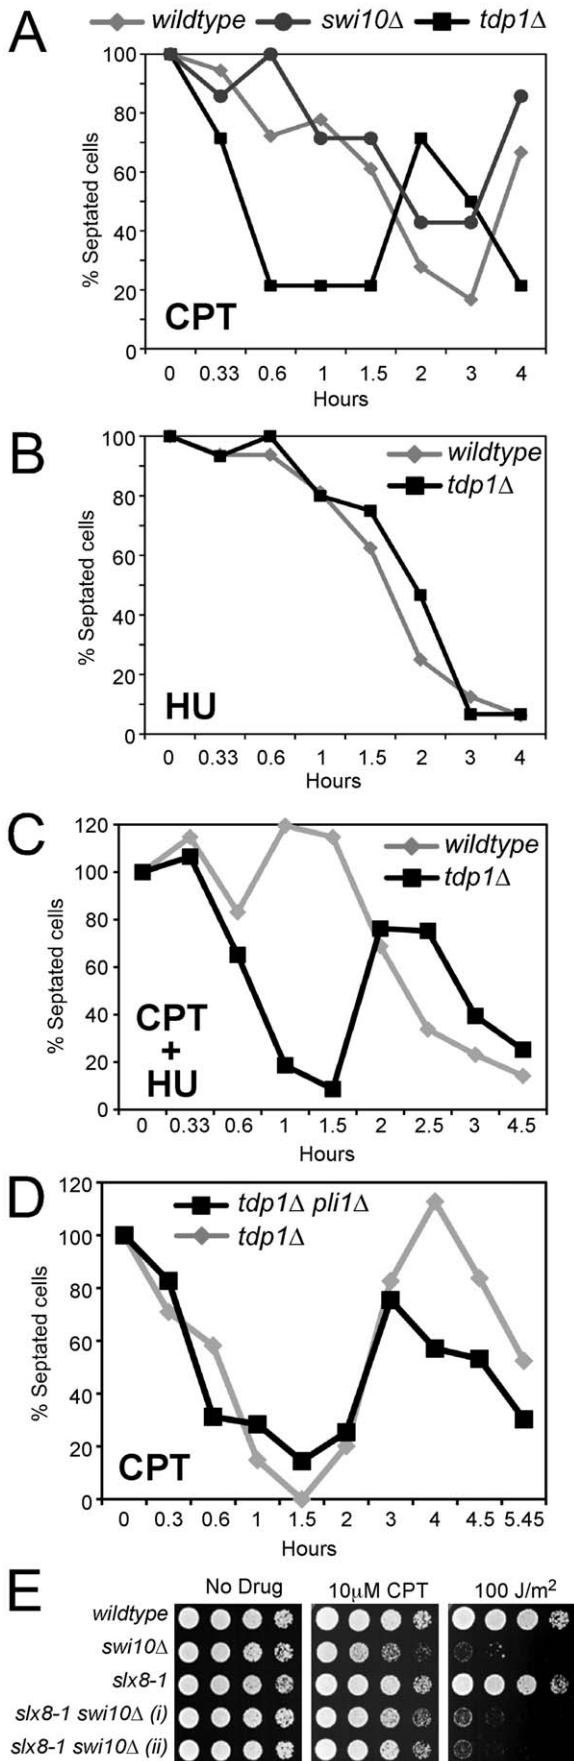 A
wildtype swi10Δ tdp1Δ
100
80
60
40
20
0
% Septated cells
CPT
0 0.33 0.6 1 1.5 2 3 4
Hours
B
wildtype
tdp1Δ
100
80
60
40
20
0
% Septated cells
HU
0 0.33 0.6 1 1.5 2 3 4
Hours
C
wildtype
tdp1Δ
120
100
80
60
40
20
0
% Septated cells
CPT
+
HU
0 0.33 0.6 1 1.5 2 2.5 3 4.5
Hours
D
tdp1Δ pli1Δ
tdp1Δ
120
100
80
60
40
20
0
% Septated cells
CPT
0 0.3 0.6 1 1.5 2 3 4 4.5 5.45
Hours
E
No Drug 10µM CPT 100 J/m²
wildtype
swi10Δ
slx8-1
slx8-1 swi10Δ (i)
slx8-1 swi10Δ (ii)